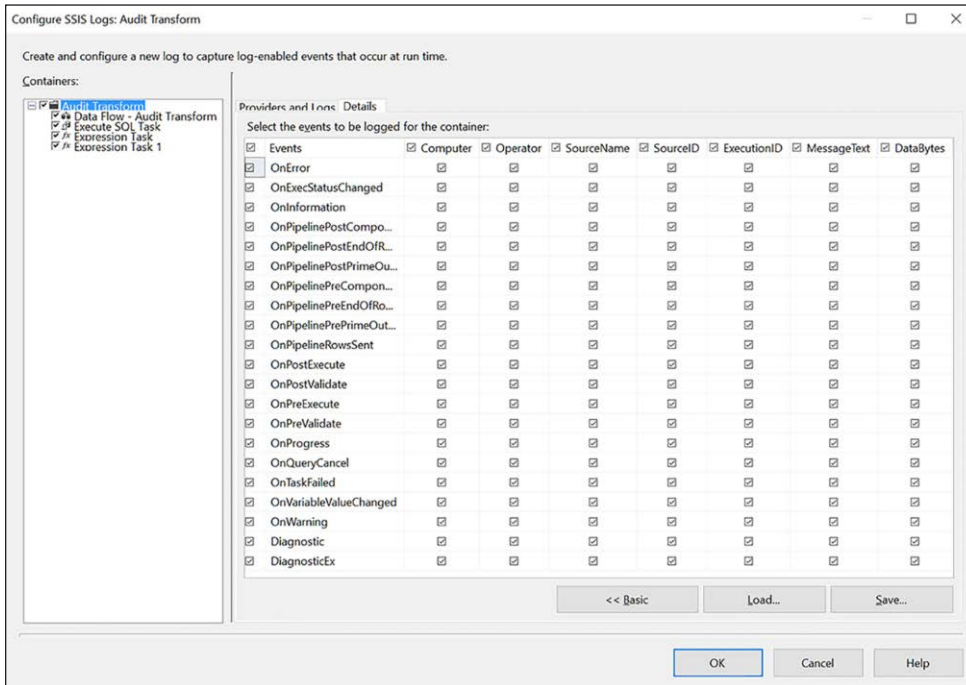 Configure SSIS Logs: Audit Transform
Create and configure a new log to capture log-enabled events that occur at run time.
Containers:
Audit Transform
Data Flow - Audit Transform
Execute SQL Task
Expression Task
Expression Task 1
Providers and Logs Details
Select the events to be logged for the container:
Events Computer Operator SourceName SourceID ExecutionID MessageText DataBytes
OnError
OnExecStatusChanged
OnInformation
OnPipelinePostCompo...
OnPipelinePostEndOfR...
OnPipelinePostPrimeOu...
OnPipelinePreCompon...
OnPipelinePreEndOfRo...
OnPipelinePrePrimeOut...
OnPipelineRowsSent
OnPostExecute
OnPostValidate
OnPreExecute
OnPreValidate
OnProgress
OnQueryCancel
OnTaskFailed
OnVariableValueChanged
OnWarning
Diagnostic
DiagnosticEx
<< Basic Load... Save...
OK Cancel Help